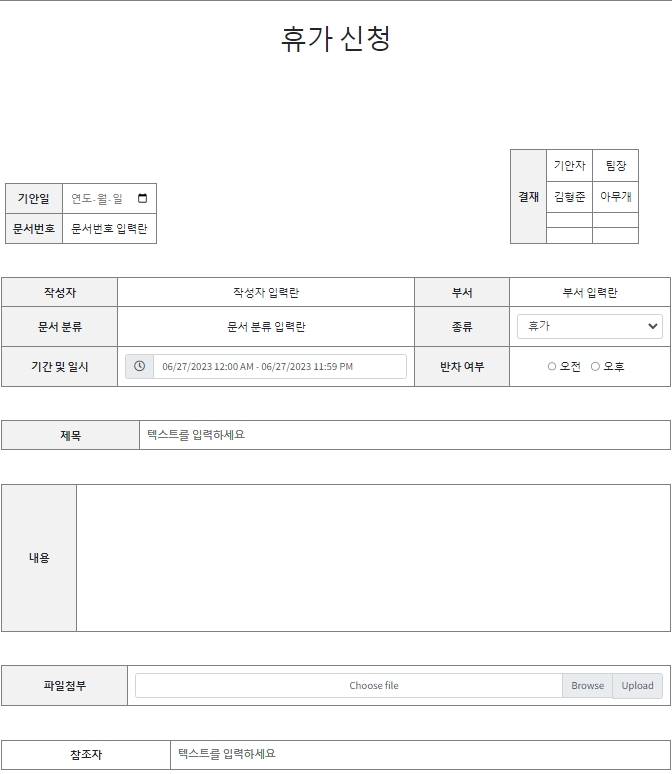 휴가 신청
기안자 팀장
결재 김형준 아무개
기안일 연도-월-일
문서번호 문서번호 입력란
작성자 작성자 입력란 부서 부서 입력란
문서 분류 문서 분류 입력란 종류 휴가
기간 및 일시 06/27/2023 12:00 AM - 06/27/2023 11:59 PM 반차 여부 오전 오후
제목 텍스트를 입력하세요
내용
파일첨부 Choose file Browse Upload
참조자 텍스트를 입력하세요